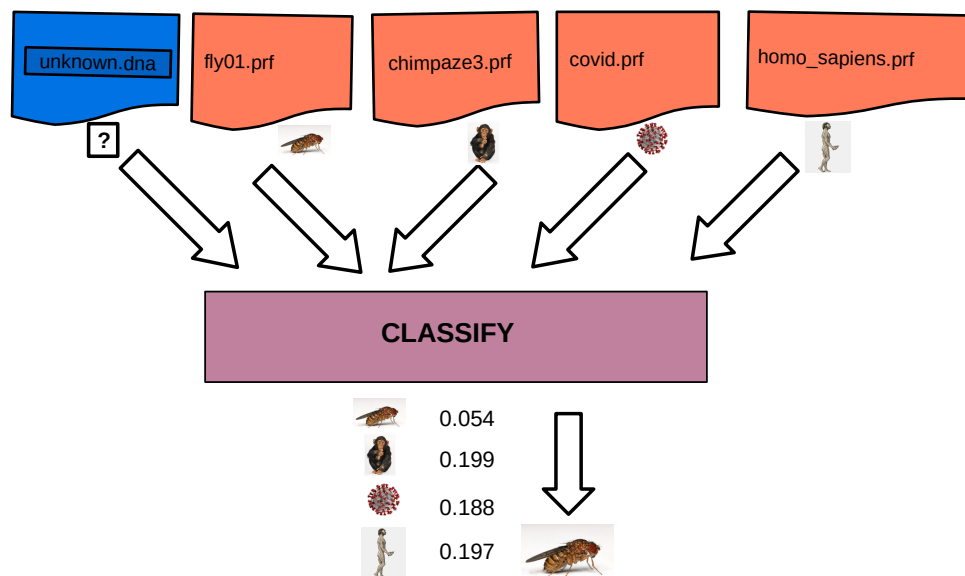 unknown.dna
fly01.prf
chimpaze3.prf
covid.prf
homo_sapiens.prf
?
CLASSIFY
0.054
0.199
0.188
0.197